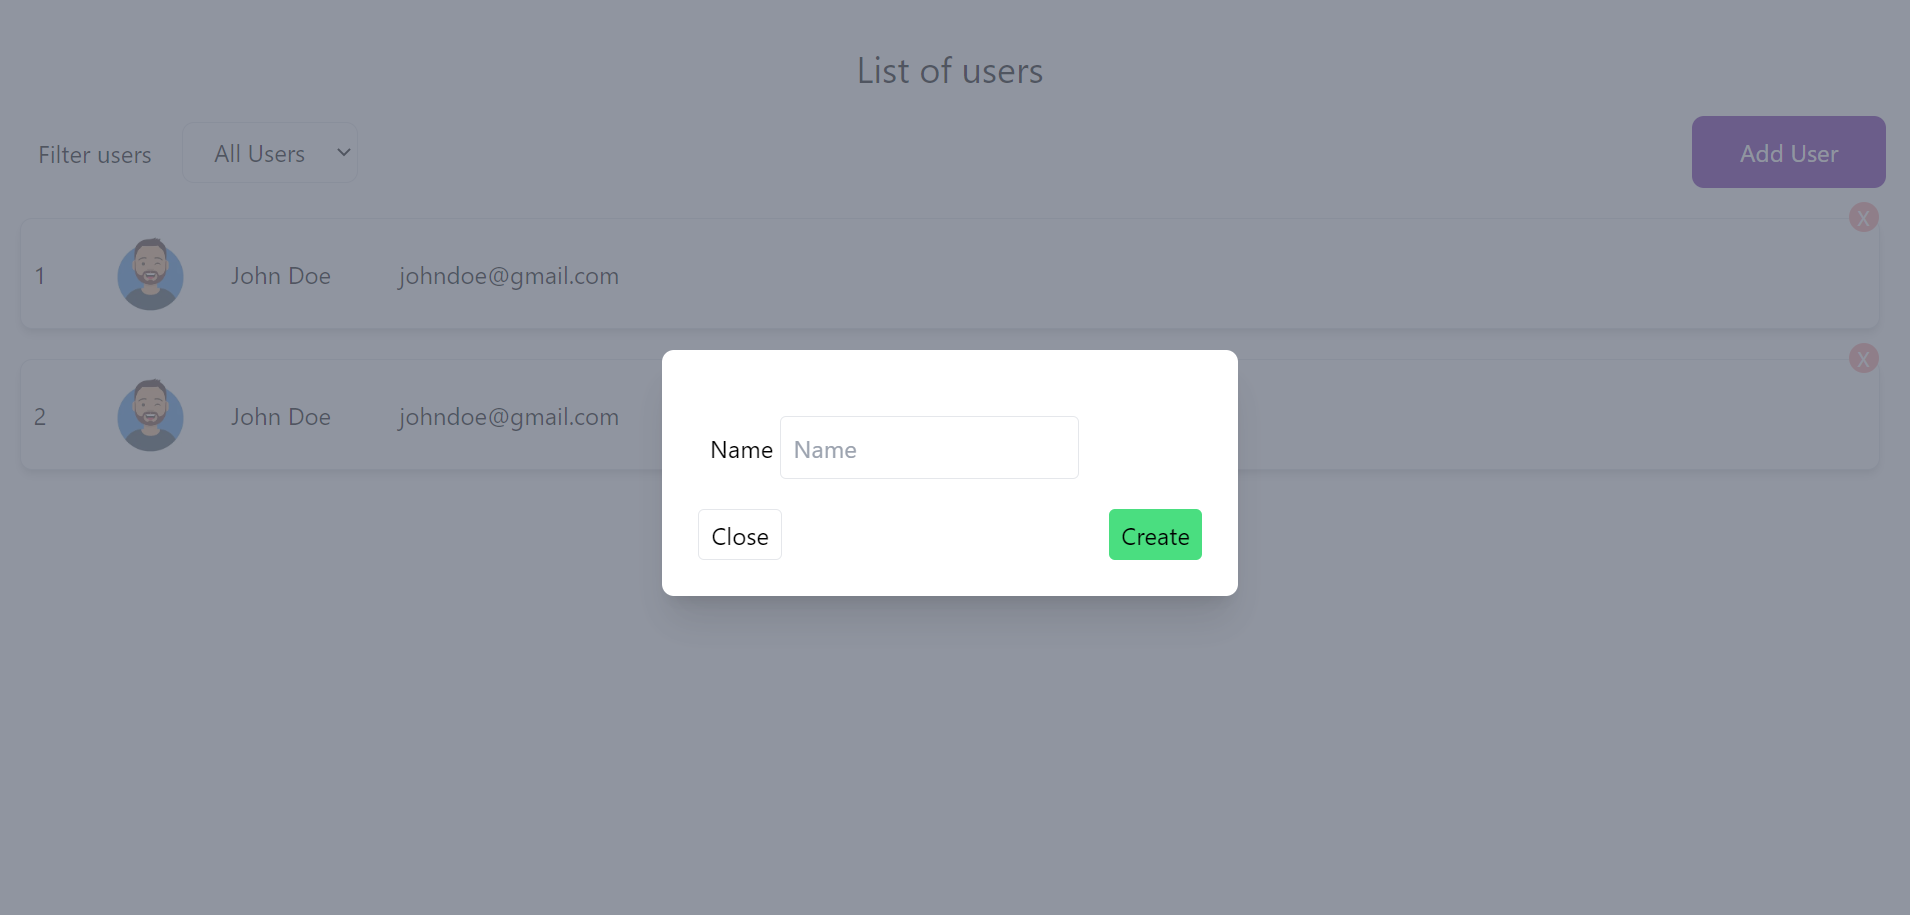 List of users
Filter users All Users Add User
X
1 John Doe johndoe@gmail.com
X
2 John Doe johndoe@gmail.com
Name Name
Close Create